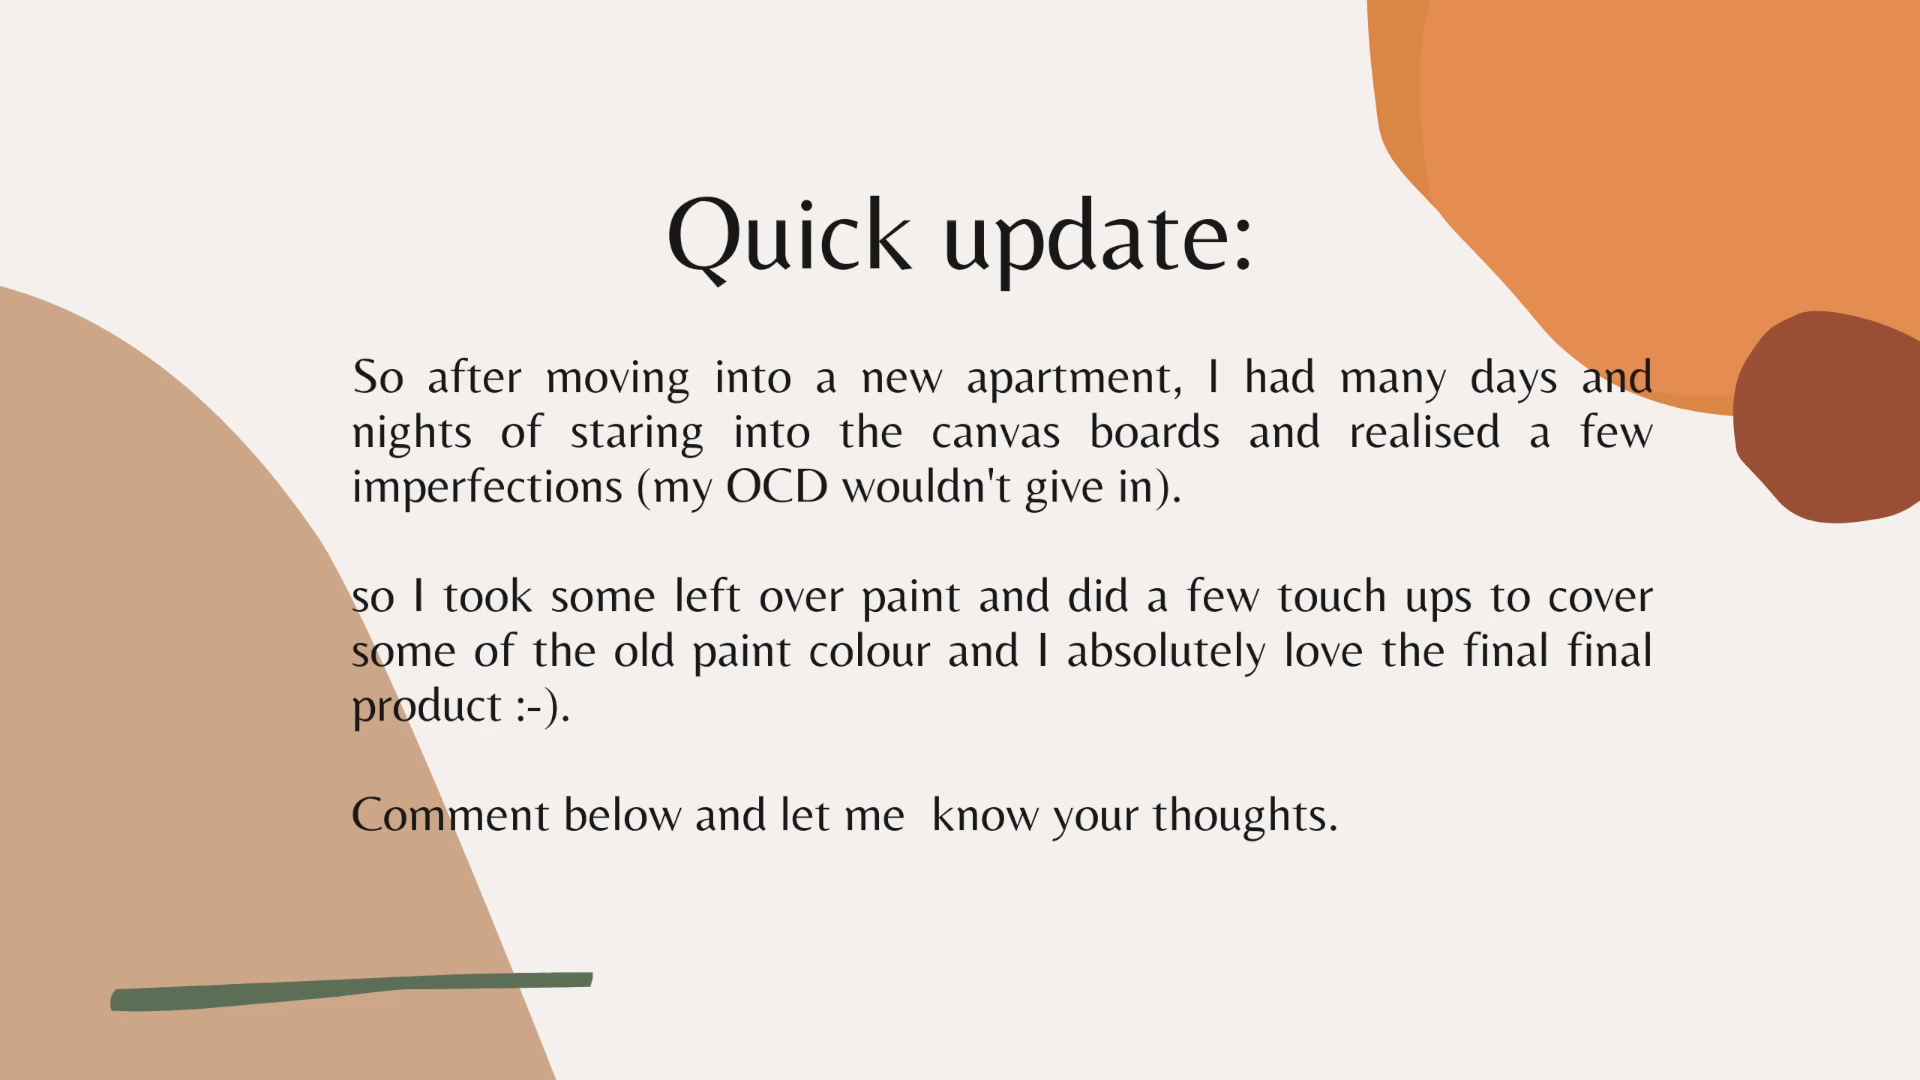 Quick update:
So after moving into a new apartment, I had many days and
nights of staring into the canvas boards and realised a few
imperfections (my OCD wouldn't give in).
so I took some left over paint and did a few touch ups to cover
some of the old paint colour and I absolutely love the final final
product :-).
Comment below and let me  know your thoughts.